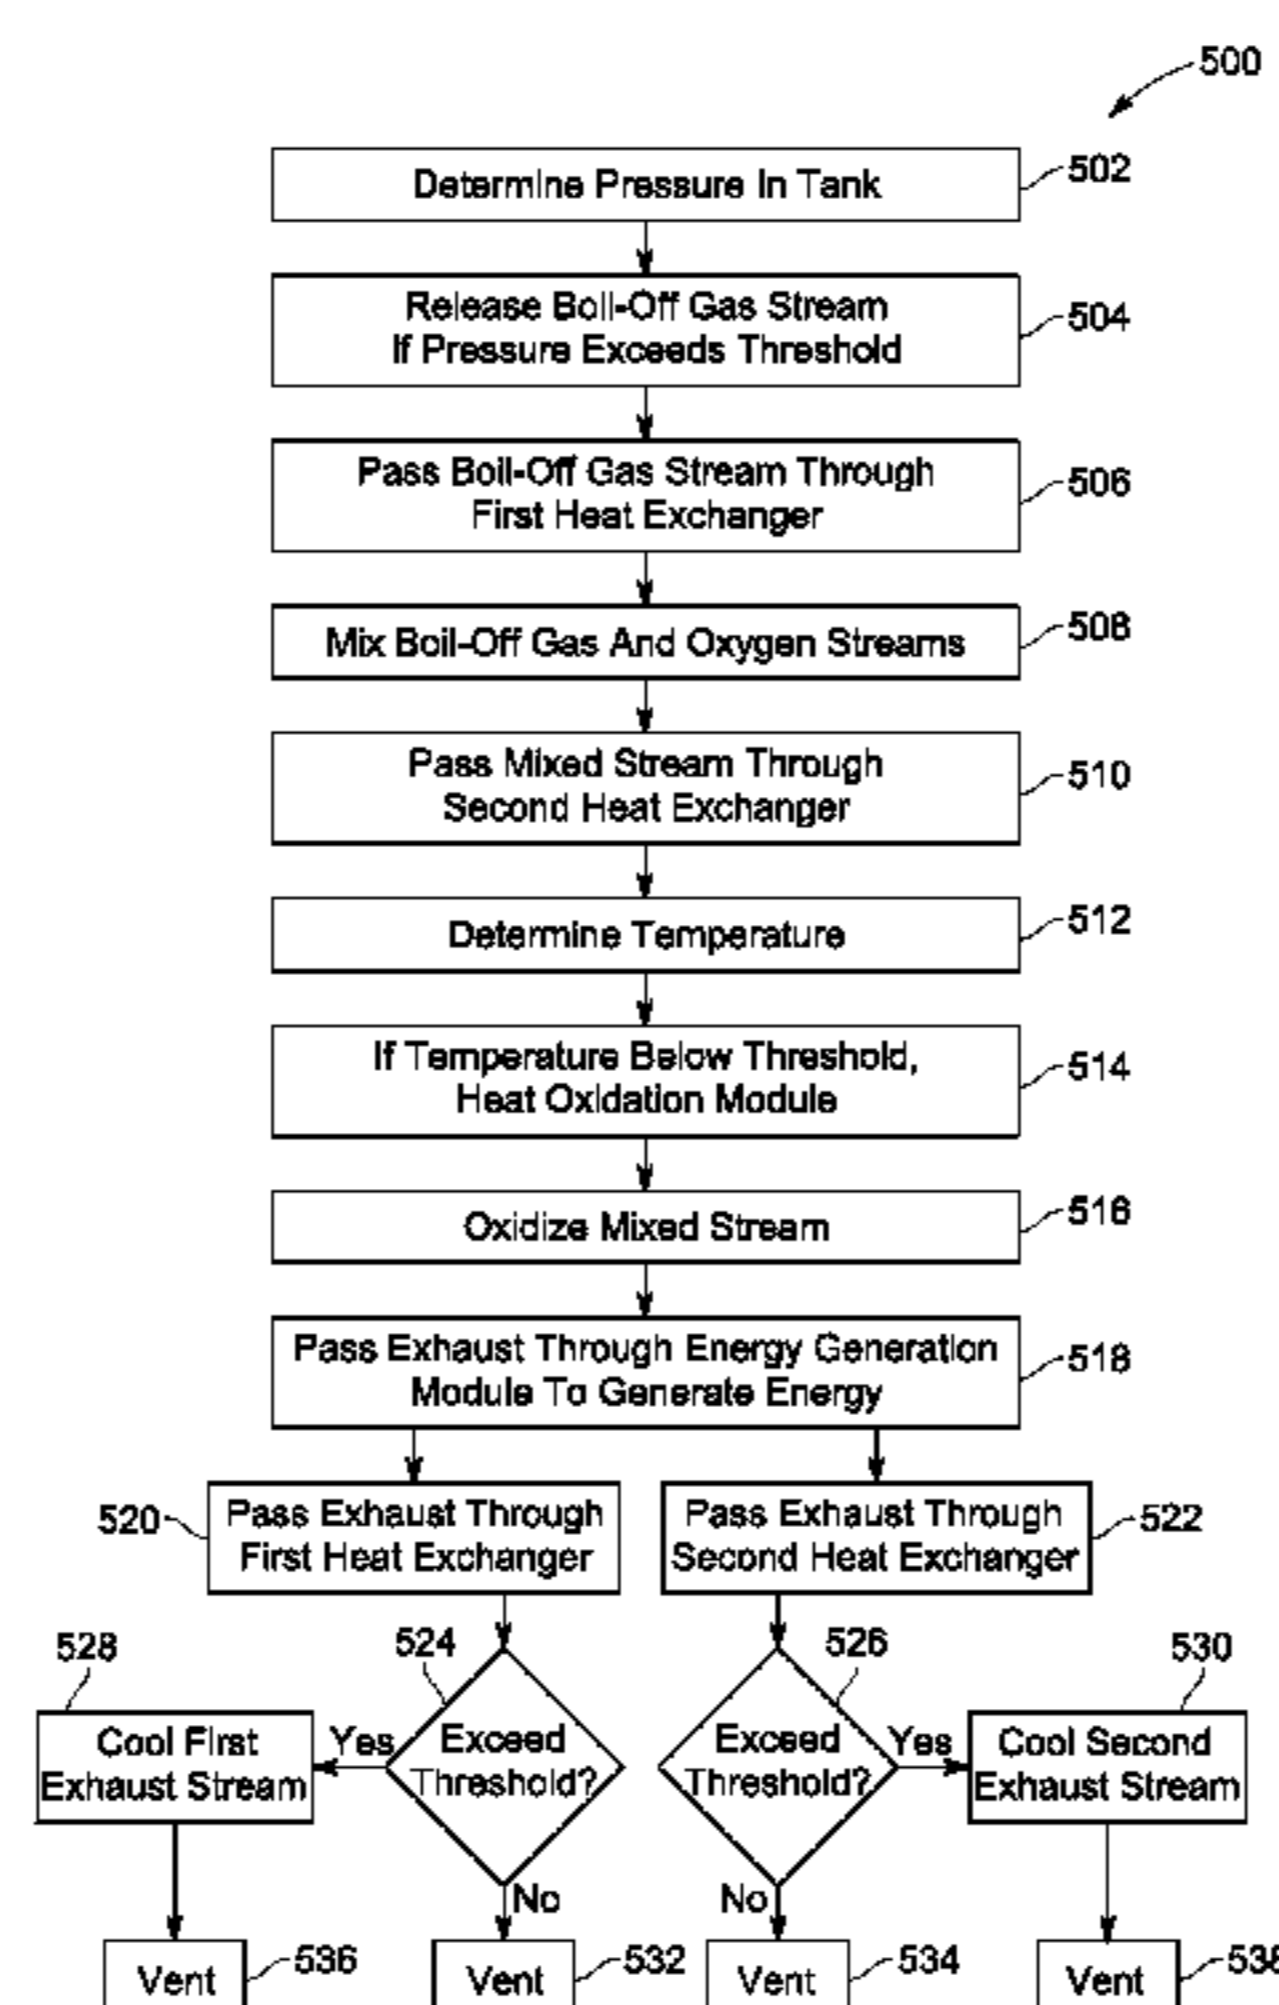 500
Determine Pressure In Tank
502
Release Boil-Off Gas Stream
If Pressure Exceeds Threshold
504
Pass Boil-Off Gas Stream Through
First Heat Exchanger
506
Mix Boil-Off Gas And Oxygen Streams
508
Pass Mixed Stream Through
Second Heat Exchanger
510
Determine Temperature
512
If Temperature Below Threshold,
Heat Oxidation Module
514
Oxidize Mixed Stream
516
Pass Exhaust Through Energy Generation
Module To Generate Energy
518
520
Pass Exhaust Through
First Heat Exchanger
Pass Exhaust Through
Second Heat Exchanger
522
528
524
526
530
Cool First
Exhaust Stream
Yes
Exceed
Threshold?
Exceed
Threshold?
Yes
Cool Second
Exhaust Stream
No
No
Vent
536
Vent
532
Vent
534
Vent
538